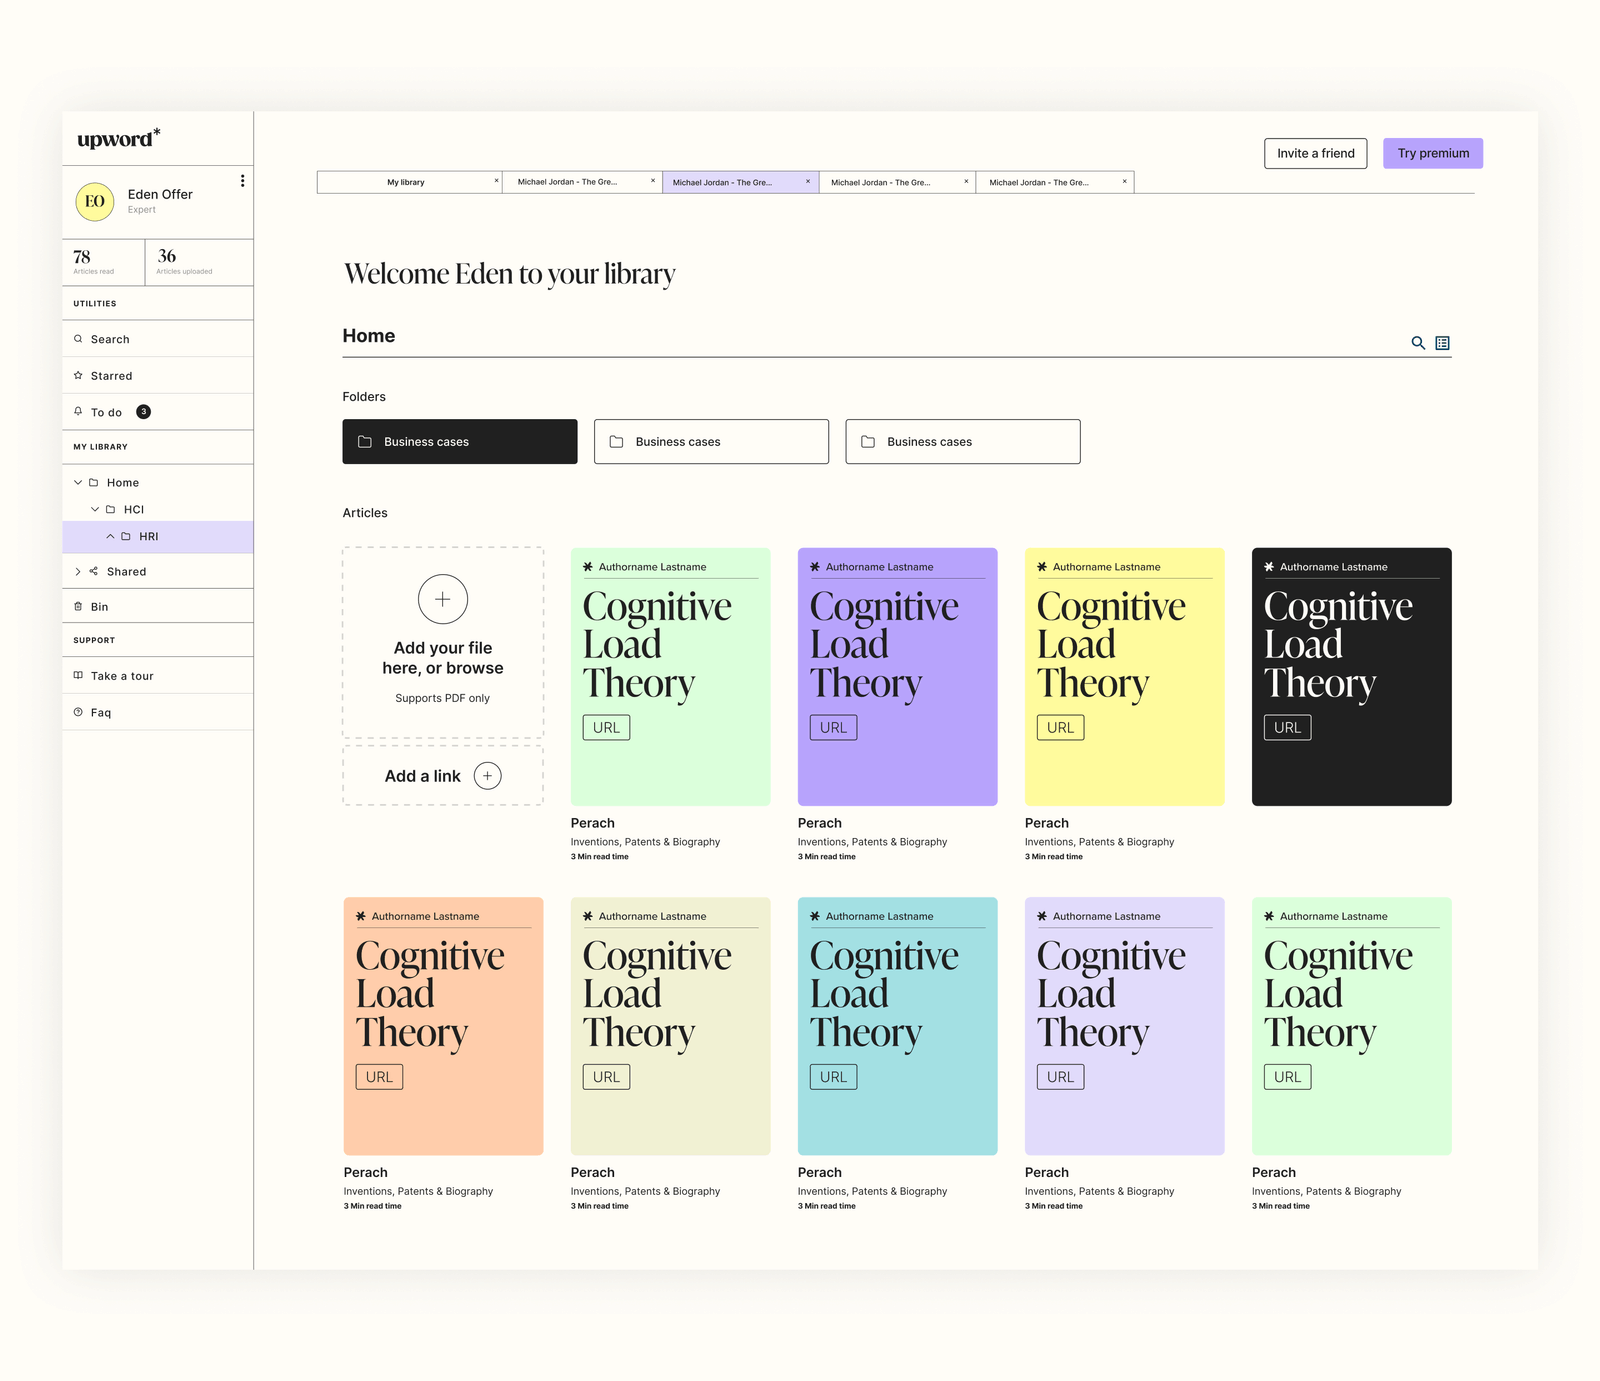 upword*
EO
Eden Offer
Expert
78
Articles read
36
Articles uploaded
UTILITIES
Search
Starred
To do 3
MY LIBRARY
Home
HCI
HRI
Shared
Bin
SUPPORT
Take a tour
Faq
Invite a friend
Try premium
My library ×
Michael Jordan - The Gre... ×
Michael Jordan - The Gre... ×
Michael Jordan - The Gre... ×
Michael Jordan - The Gre... ×
Welcome Eden to your library
Home
Folders
Business cases
Business cases
Business cases
Articles
Add your file
here, or browse
Supports PDF only
Add a link
Authorname Lastname
Cognitive
Load
Theory
URL
Perach
Inventions, Patents & Biography
3 Min read time
Authorname Lastname
Cognitive
Load
Theory
URL
Perach
Inventions, Patents & Biography
3 Min read time
Authorname Lastname
Cognitive
Load
Theory
URL
Perach
Inventions, Patents & Biography
3 Min read time
Authorname Lastname
Cognitive
Load
Theory
URL
Authorname Lastname
Cognitive
Load
Theory
URL
Perach
Inventions, Patents & Biography
3 Min read time
Authorname Lastname
Cognitive
Load
Theory
URL
Perach
Inventions, Patents & Biography
3 Min read time
Authorname Lastname
Cognitive
Load
Theory
URL
Perach
Inventions, Patents & Biography
3 Min read time
Authorname Lastname
Cognitive
Load
Theory
URL
Perach
Inventions, Patents & Biography
3 Min read time
Authorname Lastname
Cognitive
Load
Theory
URL
Perach
Inventions, Patents & Biography
3 Min read time